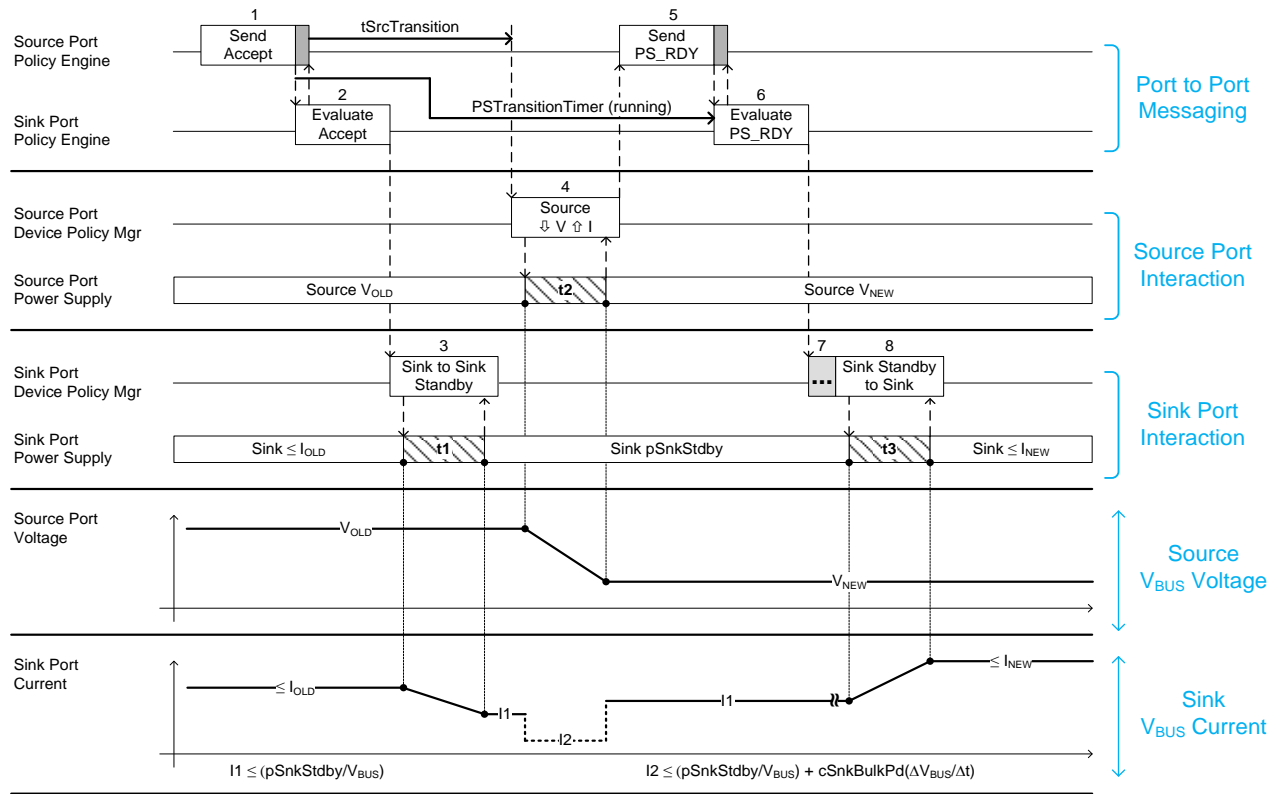 1
Send
Accept
tSrcTransition
5
Send
PS_RDY
Source Port
Policy Engine
2
Evaluate
Accept
PSTransitionTimer (running)
6
Evaluate
PS_RDY
Sink Port
Policy Engine
Port to Port
Messaging
4
Source
⇩ V ⇧ I
Source Port
Device Policy Mgr
Source Port
Power Supply
Source VOLD
t2
Source VNEW
Source Port
Interaction
3
Sink to Sink
Standby
7
...
8
Sink Standby
to Sink
Sink Port
Device Policy Mgr
Sink Port
Power Supply
Sink ≤ IOLD
t1
Sink pSnkStdby
t3
Sink ≤ INEW
Sink Port
Interaction
Source Port
Voltage
VOLD
VNEW
Source
VBUS Voltage
Sink Port
Current
≤ IOLD
I1
I2
I1
≤ INEW
Sink
VBUS Current
I1 ≤ (pSnkStdby/VBUS)
I2 ≤ (pSnkStdby/VBUS) + cSnkBulkPd(ΔVBUS/Δt)